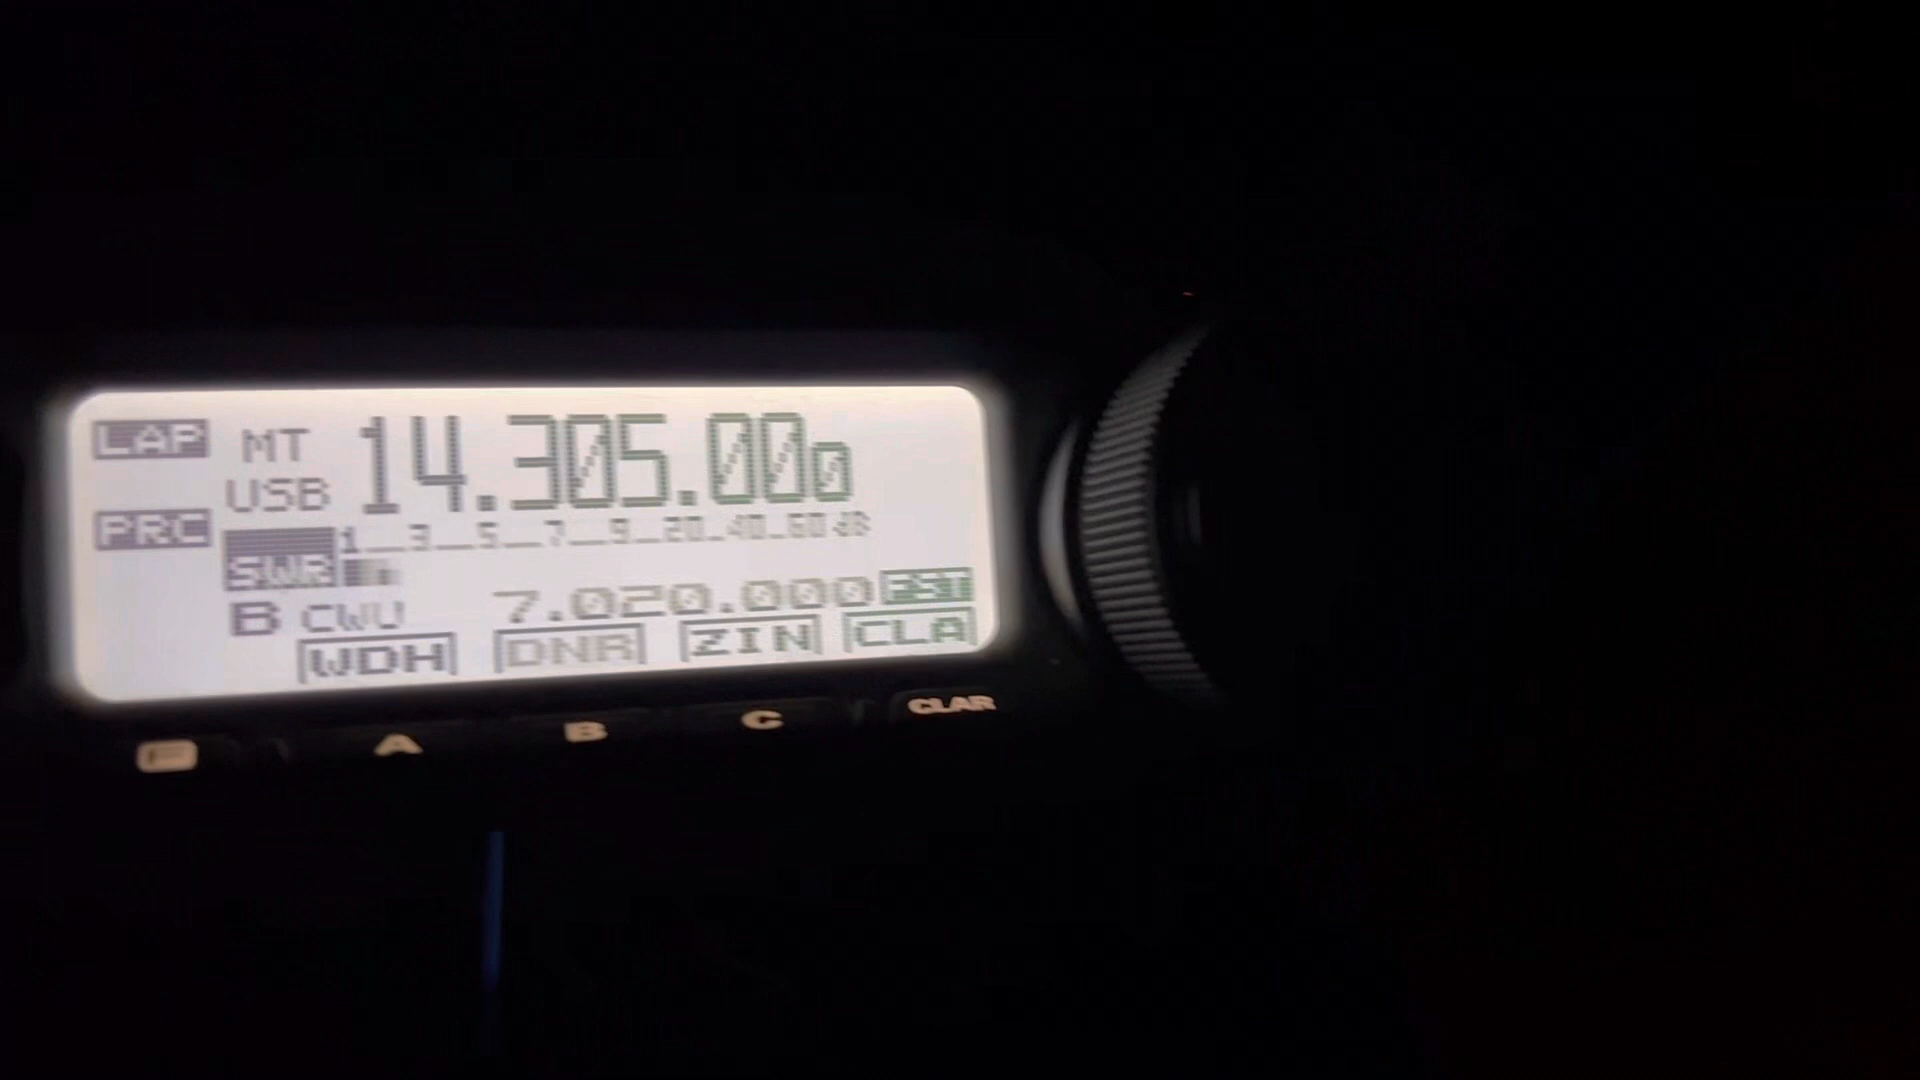 LAP MT 14.305.000
USB
PRC 1 3 5 7 9 20 40 60 dB
SWR
B CWU 7.020.000 FST
WDH DNR ZIN CLA
F A B C CLAR